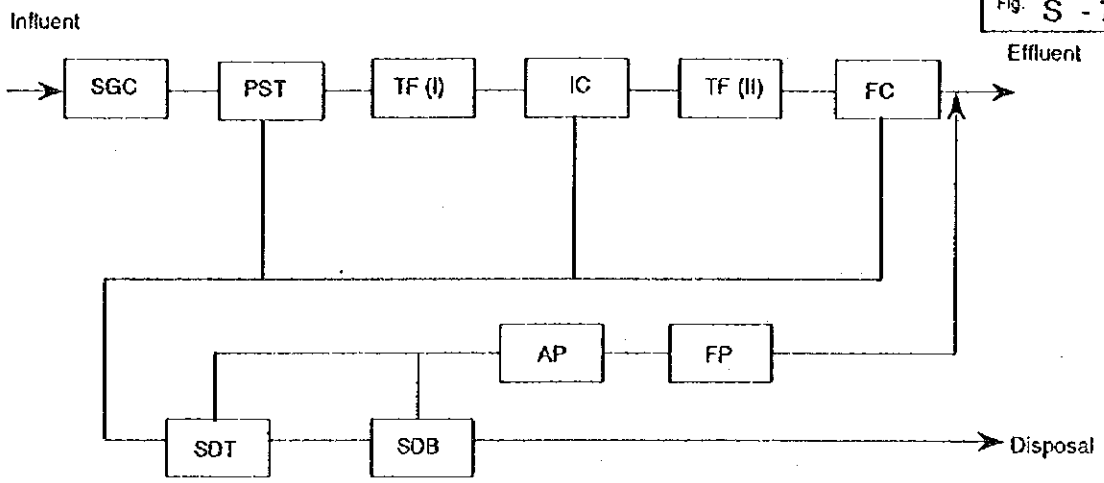 Influent
Fig. S -
Effluent
SGC
PST
TF (I)
IC
TF (II)
FC
AP
FP
SDT
SDB
Disposal